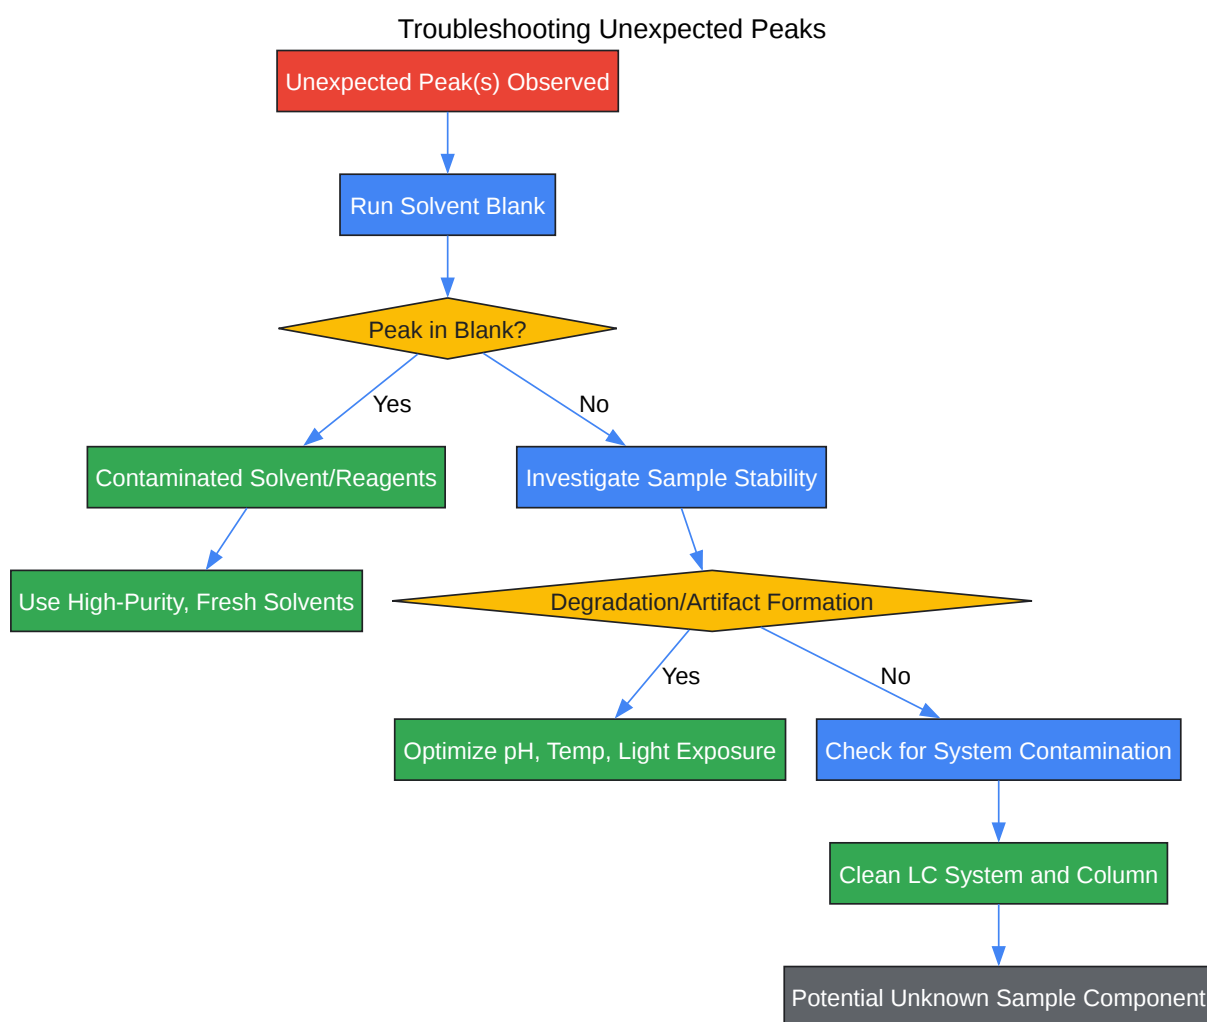 Troubleshooting Unexpected Peaks
Unexpected Peak(s) Observed
Run Solvent Blank
Peak in Blank?
Yes
No
Contaminated Solvent/Reagents
Investigate Sample Stability
Use High-Purity, Fresh Solvents
Degradation/Artifact Formation
Yes
No
Optimize pH, Temp, Light Exposure
Check for System Contamination
Clean LC System and Column
Potential Unknown Sample Component